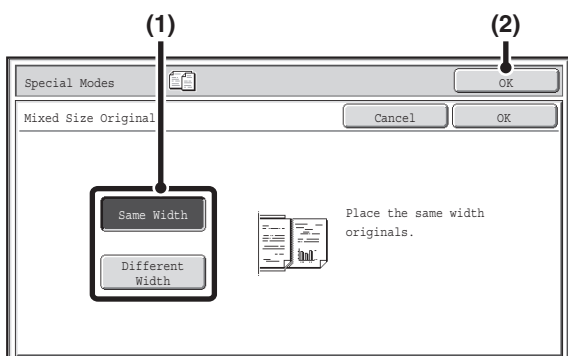 (1) (2)
Special Modes OK
Mixed Size Original Cancel OK
Same Width
Place the same width
originals.
Different
Width